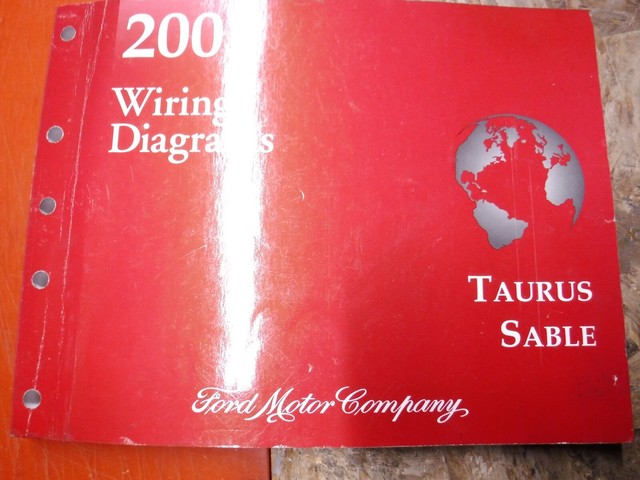 200
Wiring
Diagrams
TAURUS
SABLE
Ford Motor Company